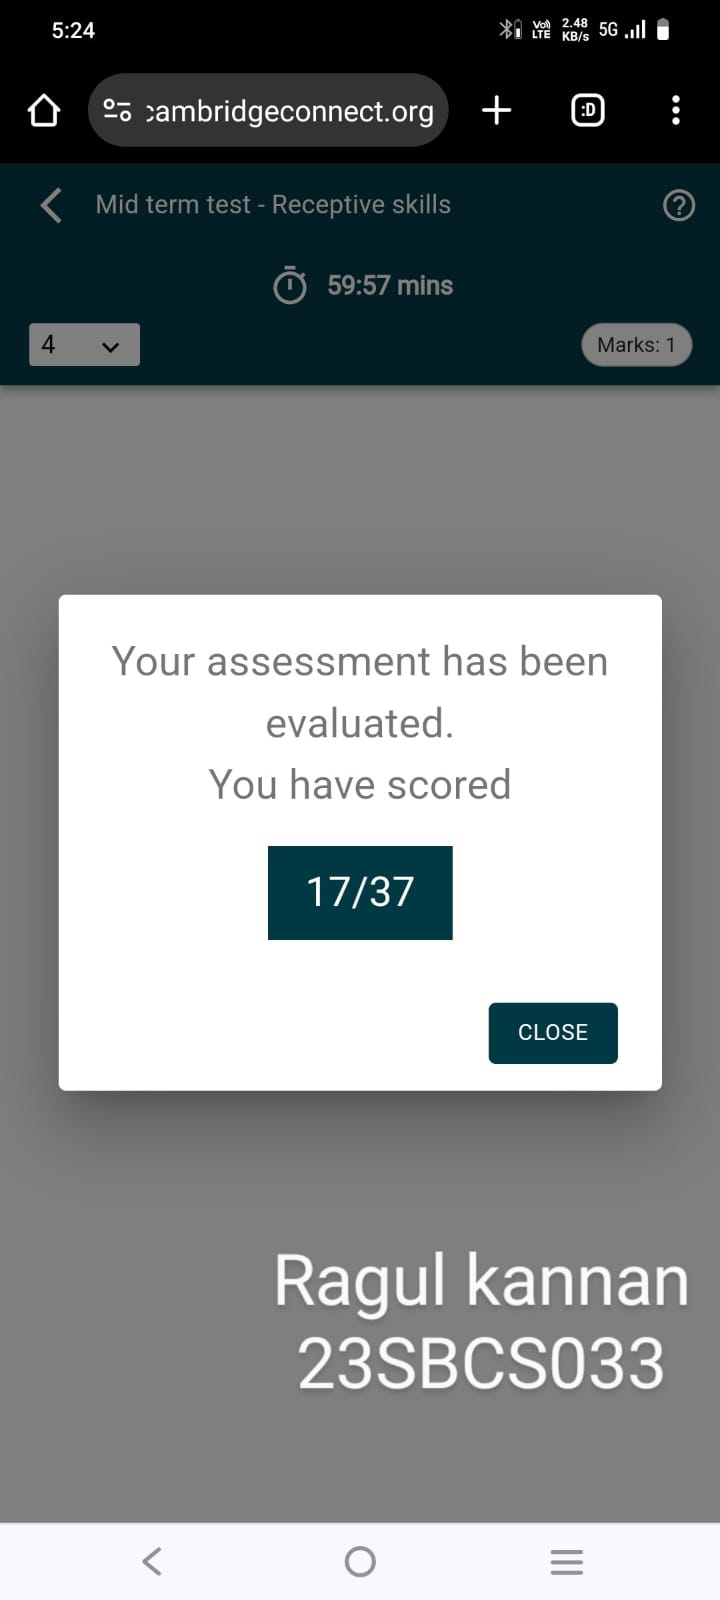 5:24
Vo) LTE
2.48 KB/s
5G
cambridgeconnect.org
:D
Mid term test - Receptive skills
59:57 mins
4
Marks: 1
Your assessment has been
evaluated.
You have scored
17/37
CLOSE
Ragul kannan
23SBCS033